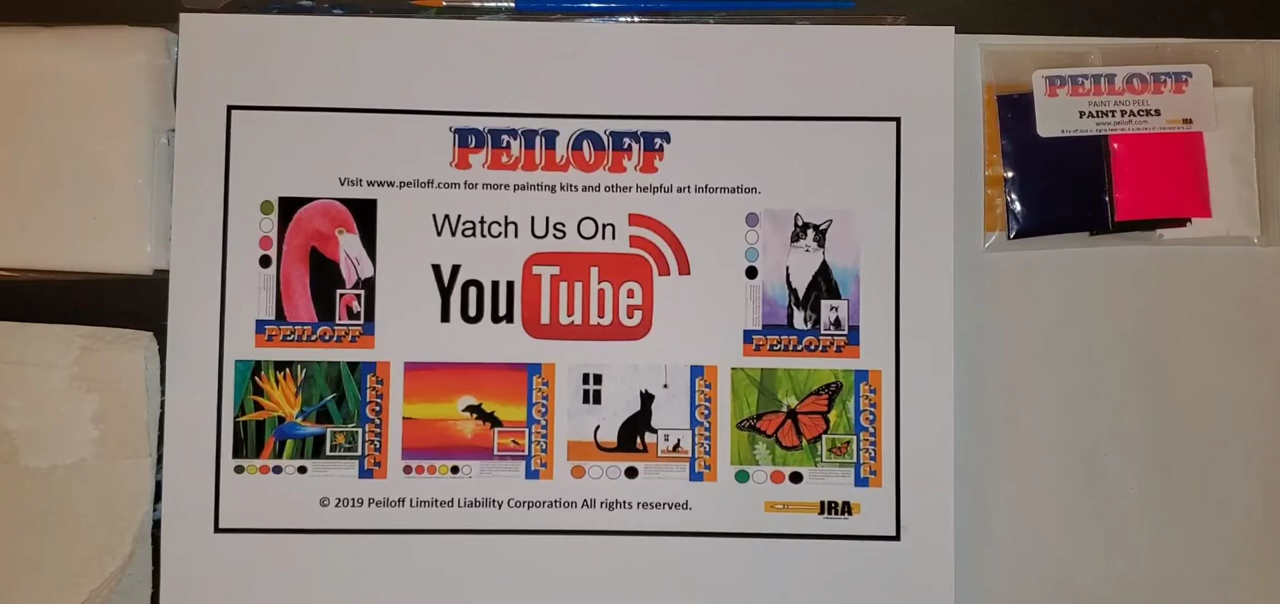 PEILOFF
Visit www.peiloff.com for more painting kits and other helpful art information.
Watch Us On
YouTube
PEILOFF
PEILOFF
PEILOFF
PEILOFF
PEILOFF
PEILOFF
© 2019 Peiloff Limited Liability Corporation All rights reserved.
JRA
PEILOFF
PAINT AND PEEL
PAINT PACKS
www.peiloff.com
JRA